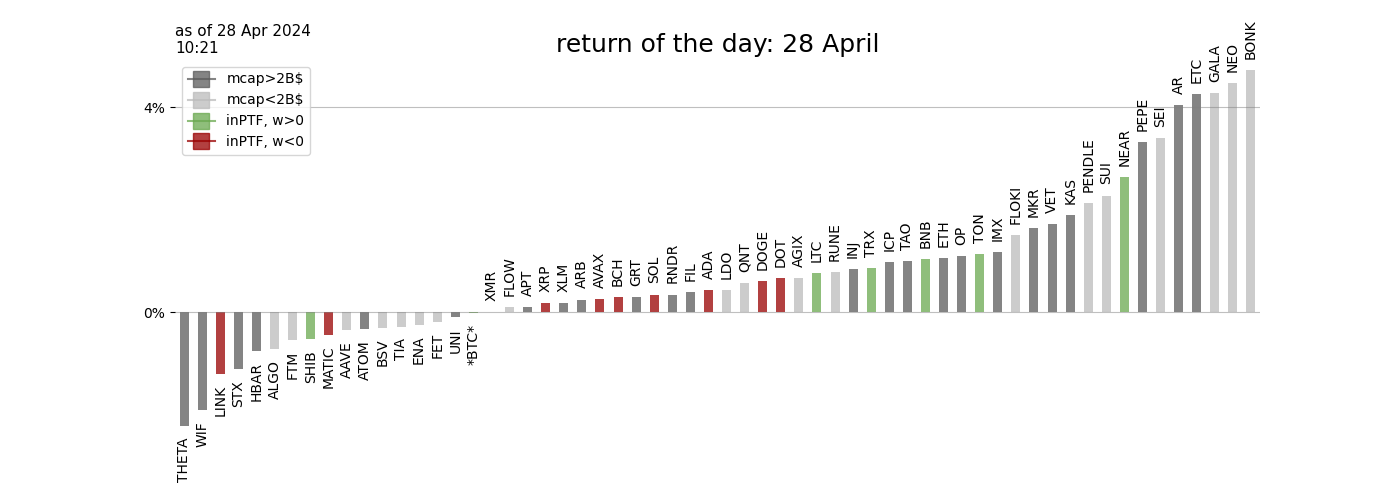 as of 28 Apr 2024
10:21
return of the day: 28 April
mcap>2B$
mcap<2B$
inPTF, w>0
inPTF, w<0
4%
0%
THETA
WIF
LINK
STX
HBAR
ALGO
FTM
SHIB
MATIC
AAVE
ATOM
BSV
TIA
ENA
FET
UNI
*BTC*
XMR
FLOW
APT
XRP
XLM
ARB
AVAX
BCH
GRT
SOL
RNDR
FIL
ADA
LDO
QNT
DOGE
DOT
AGIX
LTC
RUNE
INJ
TRX
ICP
TAO
BNB
ETH
OP
TON
IMX
FLOKI
MKR
VET
KAS
PENDLE
SUI
NEAR
PEPE
SEI
AR
ETC
GALA
NEO
BONK